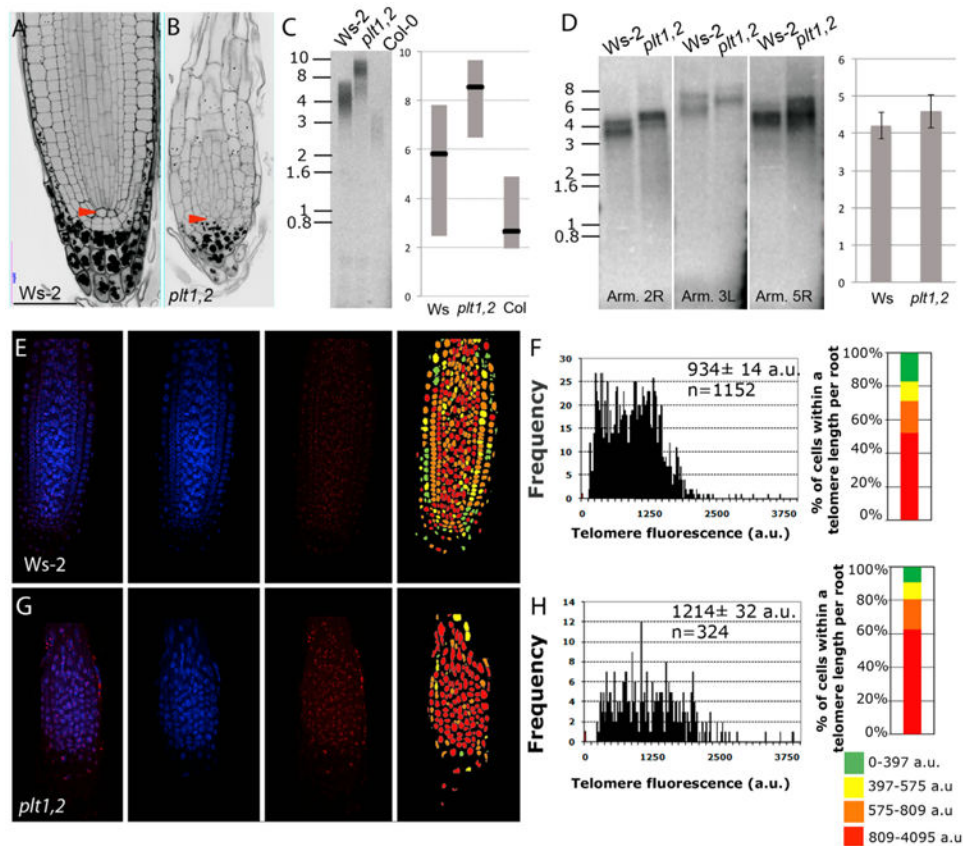 A
Ws-2
B
plt1,2
C
Ws-2
plt1,2
Col-0
10
8
6
4
3
2
1.6
1
0.8
10
8
6
4
2
0
Ws
plt1,2
Col
D
Ws-2
plt1,2
Ws-2
plt1,2
Ws-2
plt1,2
8
6
4
3
2
1.6
1
0.8
Arm. 2R
Arm. 3L
Arm. 5R
6
5
4
3
2
1
0
Ws
plt1,2
E
Ws-2
F
Frequency
30
25
20
15
10
5
0
934± 14 a.u.
n=1152
0
1250
2500
3750
Telomere fluorescence (a.u.)
% of cells within a
telomere length per root
100%
80%
60%
40%
20%
0%
G
plt1,2
H
Frequency
14
12
10
8
6
4
2
0
1214± 32 a.u.
n=324
0
1250
2500
3750
Telomere fluorescence (a.u.)
% of cells within a
telomere length per root
100%
80%
60%
40%
20%
0%
0-397 a.u.
397-575 a.u
575-809 a.u
809-4095 a.u